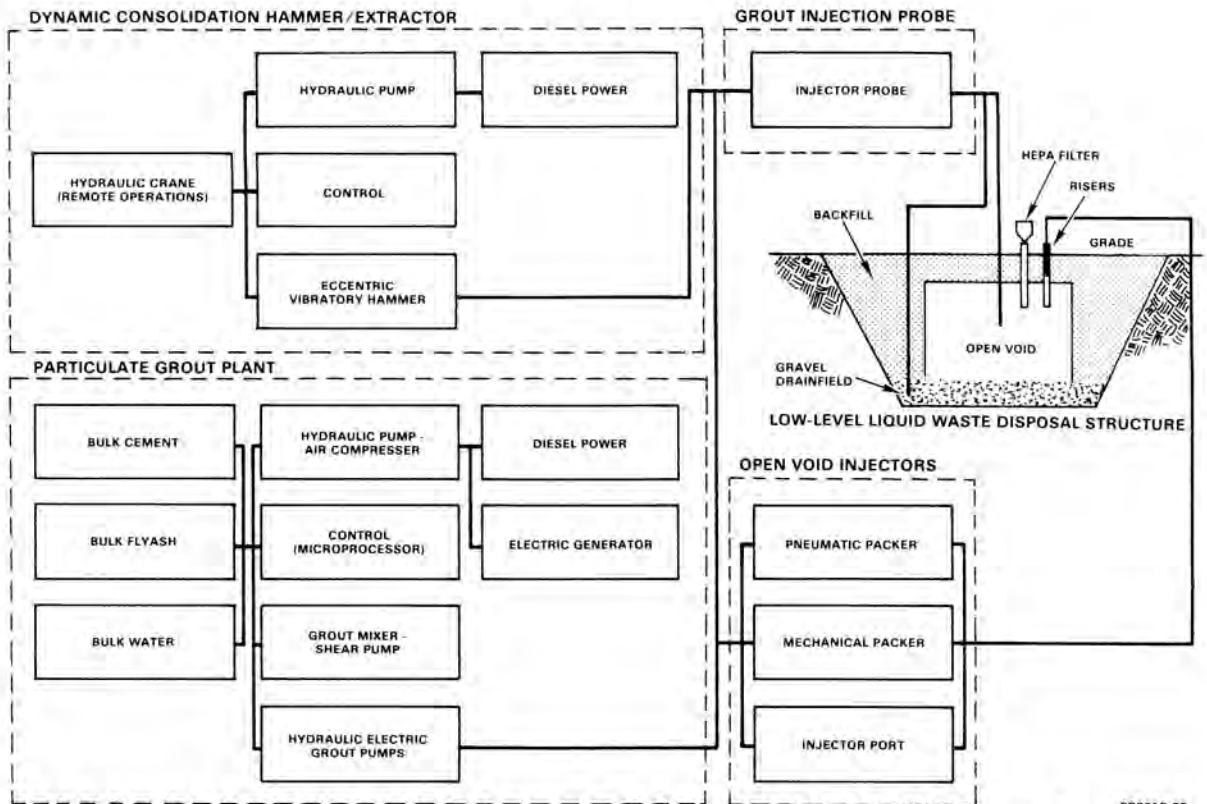 DYNAMIC CONSOLIDATION HAMMER/EXTRACTOR
HYDRAULIC PUMP
DIESEL POWER
HYDRAULIC CRANE
(REMOTE OPERATIONS)
CONTROL
ECCENTRIC
VIBRATORY HAMMER
GROUT INJECTION PROBE
INJECTOR PROBE
HEPA FILTER
RISERS
BACKFILL
GRADE
OPEN VOID
GRAVEL
DRAINFIELD
LOW-LEVEL LIQUID WASTE DISPOSAL STRUCTURE
PARTICULATE GROUT PLANT
BULK CEMENT
HYDRAULIC PUMP -
AIR COMPRESSER
DIESEL POWER
BULK FLYASH
CONTROL
(MICROPROCESSOR)
ELECTRIC GENERATOR
BULK WATER
GROUT MIXER -
SHEAR PUMP
HYDRAULIC ELECTRIC
GROUT PUMPS
OPEN VOID INJECTORS
PNEUMATIC PACKER
MECHANICAL PACKER
INJECTOR PORT